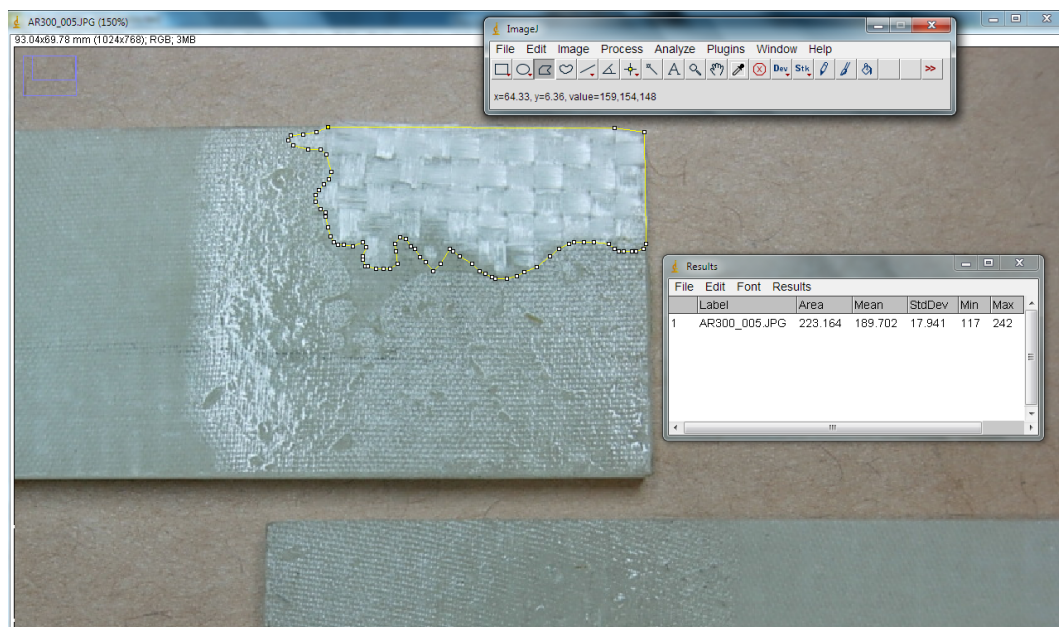 AR300_005.JPG (150%)
93.04x69.78 mm (1024x768); RGB; 3MB
ImageJ
File Edit Image Process Analyze Plugins Window Help
A Dev Stk >>
x=64.33, y=6.36, value=159,154,148
Results
File Edit Font Results
Label Area Mean StdDev Min Max
1 AR300_005.JPG 223.164 189.702 17.941 117 242